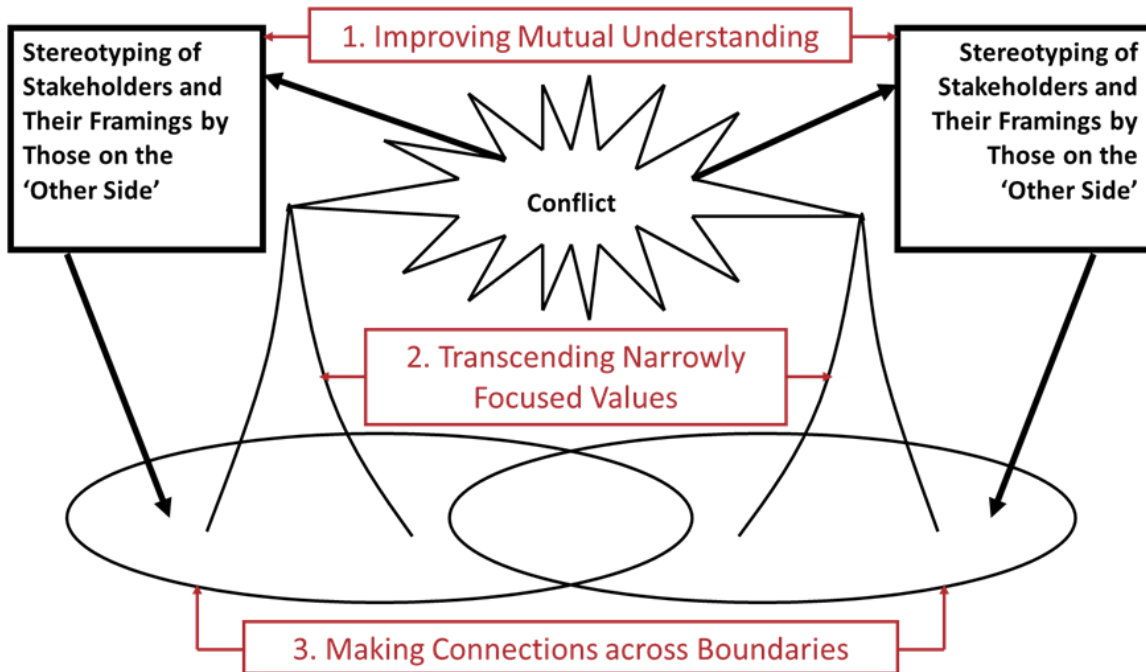 1. Improving Mutual Understanding
Stereotyping of
Stakeholders and
Their Framings by
Those on the
‘Other Side’
Stereotyping of
Stakeholders and
Their Framings by
Those on the
‘Other Side’
Conflict
2. Transcending Narrowly
Focused Values
3. Making Connections across Boundaries